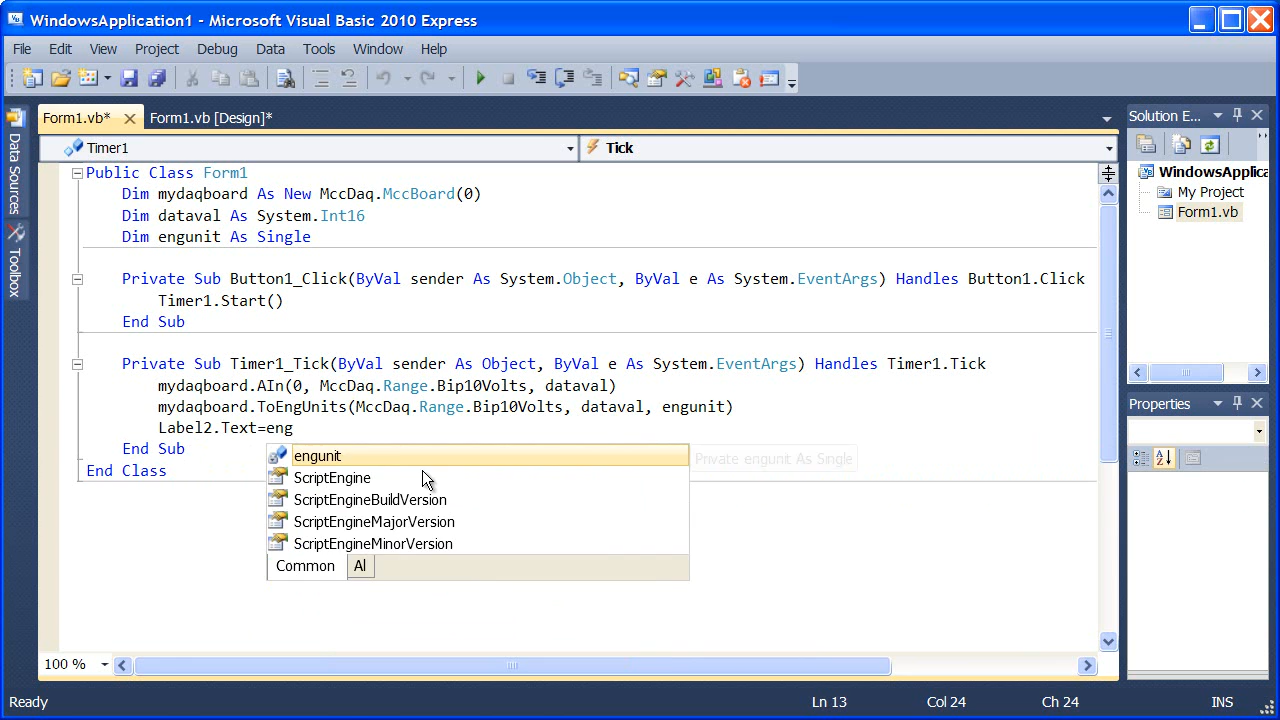 WindowsApplication1 - Microsoft Visual Basic 2010 Express
File Edit View Project Debug Data Tools Window Help
Form1.vb* Form1.vb [Design]*
Timer1 Tick
Public Class Form1
Dim mydaqboard As New MccDaq.MccBoard(0)
Dim dataval As System.Int16
Dim engunit As Single
Private Sub Button1_Click(ByVal sender As System.Object, ByVal e As System.EventArgs) Handles Button1.Click
Timer1.Start()
End Sub
Private Sub Timer1_Tick(ByVal sender As Object, ByVal e As System.EventArgs) Handles Timer1.Tick
mydaqboard.AIn(0, MccDaq.Range.Bip10Volts, dataval)
mydaqboard.ToEngUnits(MccDaq.Range.Bip10Volts, dataval, engunit)
Label2.Text=eng
End Sub
End Class
engunit
Private engunit As Single
ScriptEngine
ScriptEngineBuildVersion
ScriptEngineMajorVersion
ScriptEngineMinorVersion
Common Al
100 %
Data Sources
Toolbox
Solution E...
WindowsApplica
My Project
Form1.vb
Properties
Ready Ln 13 Col 24 Ch 24 INS